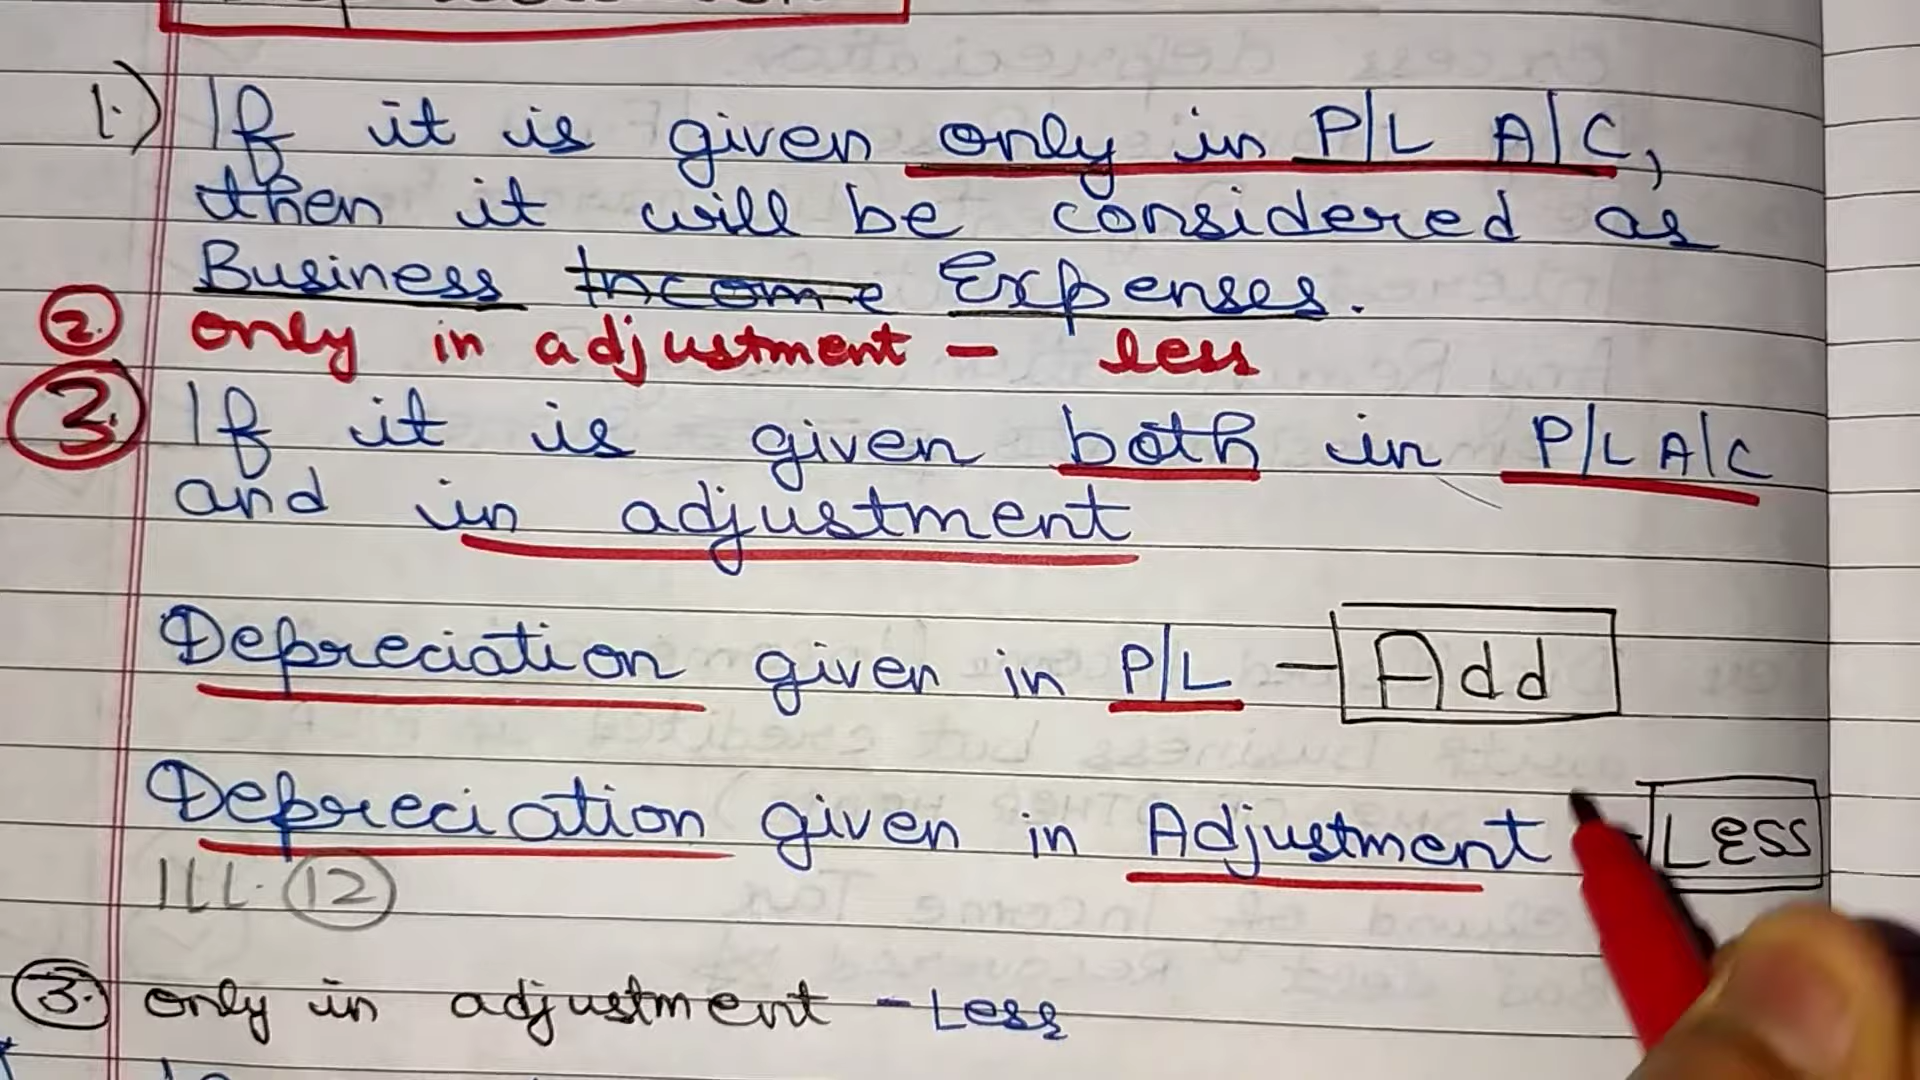 1.) If it is given only in P/L A/C,
then it will be considered as
Business Income Expenses.
2. only in adjustment - less
3. If it is given both in P/L A/C
and in adjustment
Depreciation given in P/L - Add
Depreciation given in Adjustment - Less
ILL. 12
3. only in adjustment - Less